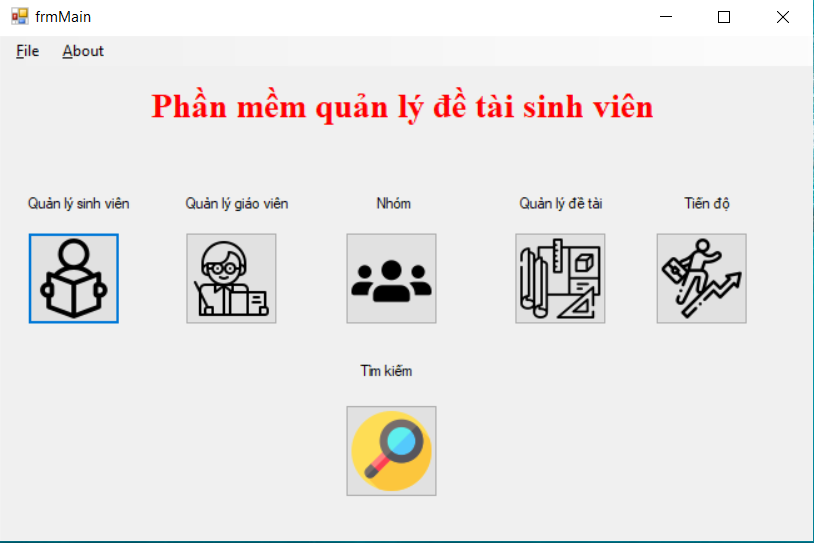 frmMain
File About
Phần mềm quản lý đề tài sinh viên
Quản lý sinh viên Quản lý giáo viên Nhóm Quản lý đề tài Tiến độ
Tìm kiếm